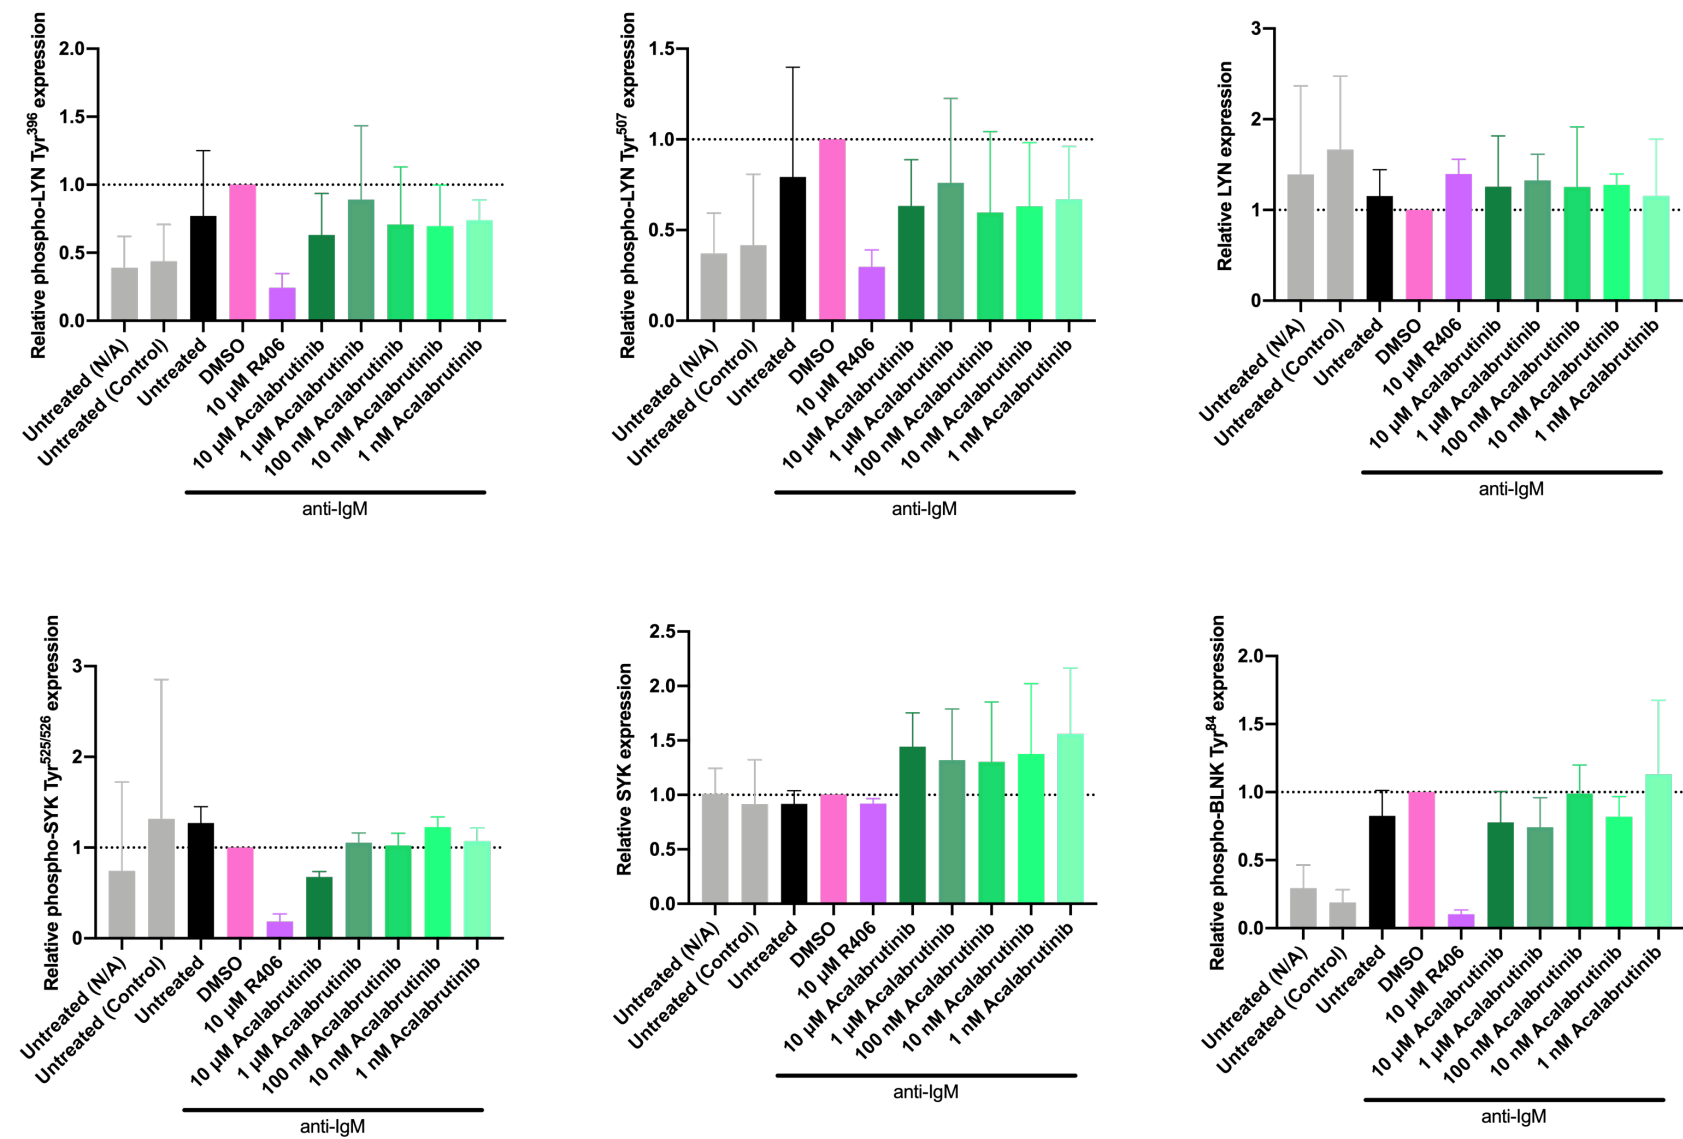 Relative phospho-LYN Tyr396 expression
2.0
1.5
1.0
0.5
0.0
Untreated (N/A)
Untreated (Control)
Untreated
DMSO
10 µM R406
10 µM Acalabrutinib
1 µM Acalabrutinib
100 nM Acalabrutinib
10 nM Acalabrutinib
1 nM Acalabrutinib
anti-IgM
Relative phospho-LYN Tyr507 expression
1.5
1.0
0.5
0.0
Untreated (N/A)
Untreated (Control)
Untreated
DMSO
10 µM R406
10 µM Acalabrutinib
1 µM Acalabrutinib
100 nM Acalabrutinib
10 nM Acalabrutinib
1 nM Acalabrutinib
anti-IgM
Relative LYN expression
3
2
1
0
Untreated (N/A)
Untreated (Control)
Untreated
DMSO
10 µM R406
10 µM Acalabrutinib
1 µM Acalabrutinib
100 nM Acalabrutinib
10 nM Acalabrutinib
1 nM Acalabrutinib
anti-IgM
Relative phospho-SYK Tyr525/526 expression
3
2
1
0
Untreated (N/A)
Untreated (Control)
Untreated
DMSO
10 µM R406
10 µM Acalabrutinib
1 µM Acalabrutinib
100 nM Acalabrutinib
10 nM Acalabrutinib
1 nM Acalabrutinib
anti-IgM
Relative SYK expression
2.5
2.0
1.5
1.0
0.5
0.0
Untreated (N/A)
Untreated (Control)
Untreated
DMSO
10 µM R406
10 µM Acalabrutinib
1 µM Acalabrutinib
100 nM Acalabrutinib
10 nM Acalabrutinib
1 nM Acalabrutinib
anti-IgM
Relative phospho-BLNK Tyr84 expression
2.0
1.5
1.0
0.5
0.0
Untreated (N/A)
Untreated (Control)
Untreated
DMSO
10 µM R406
10 µM Acalabrutinib
1 µM Acalabrutinib
100 nM Acalabrutinib
10 nM Acalabrutinib
1 nM Acalabrutinib
anti-IgM